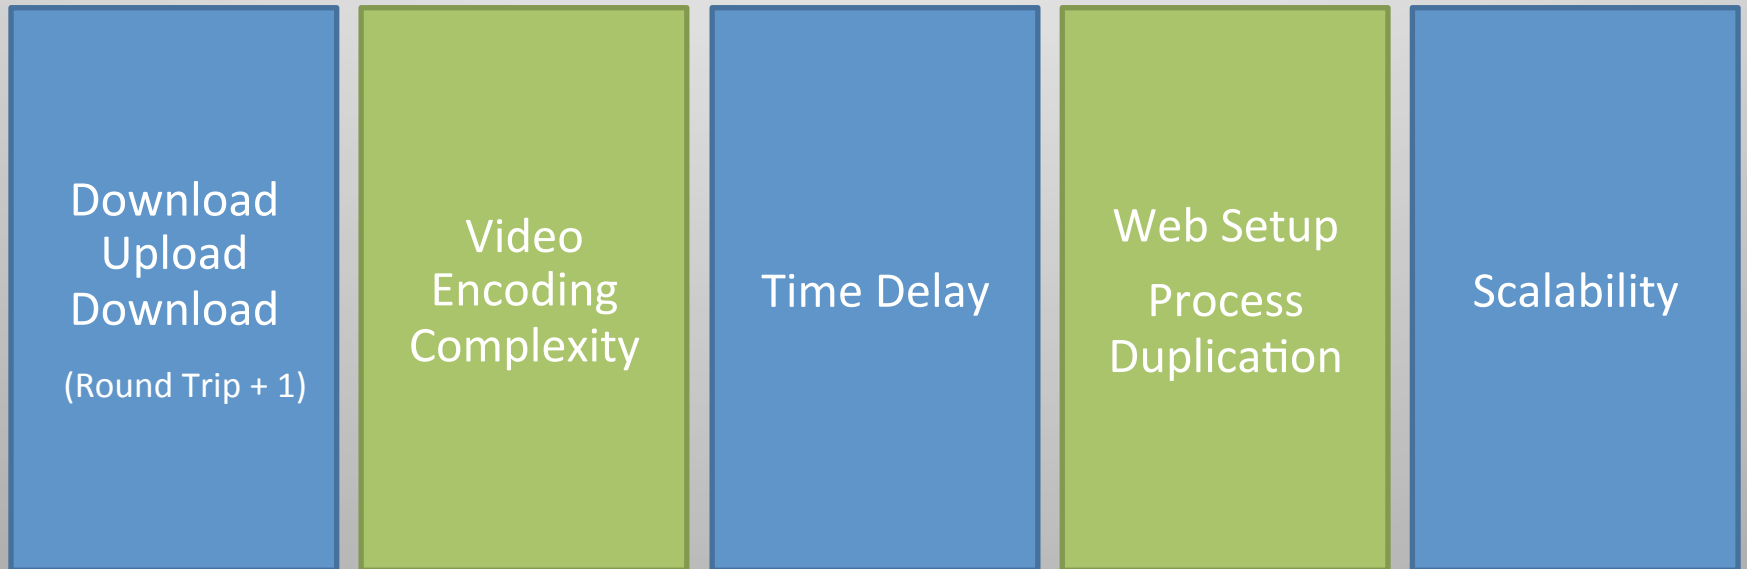 Download
Upload
Download
(Round Trip + 1)
Video
Encoding
Complexity
Time Delay
Web Setup
Process
Duplication
Scalability